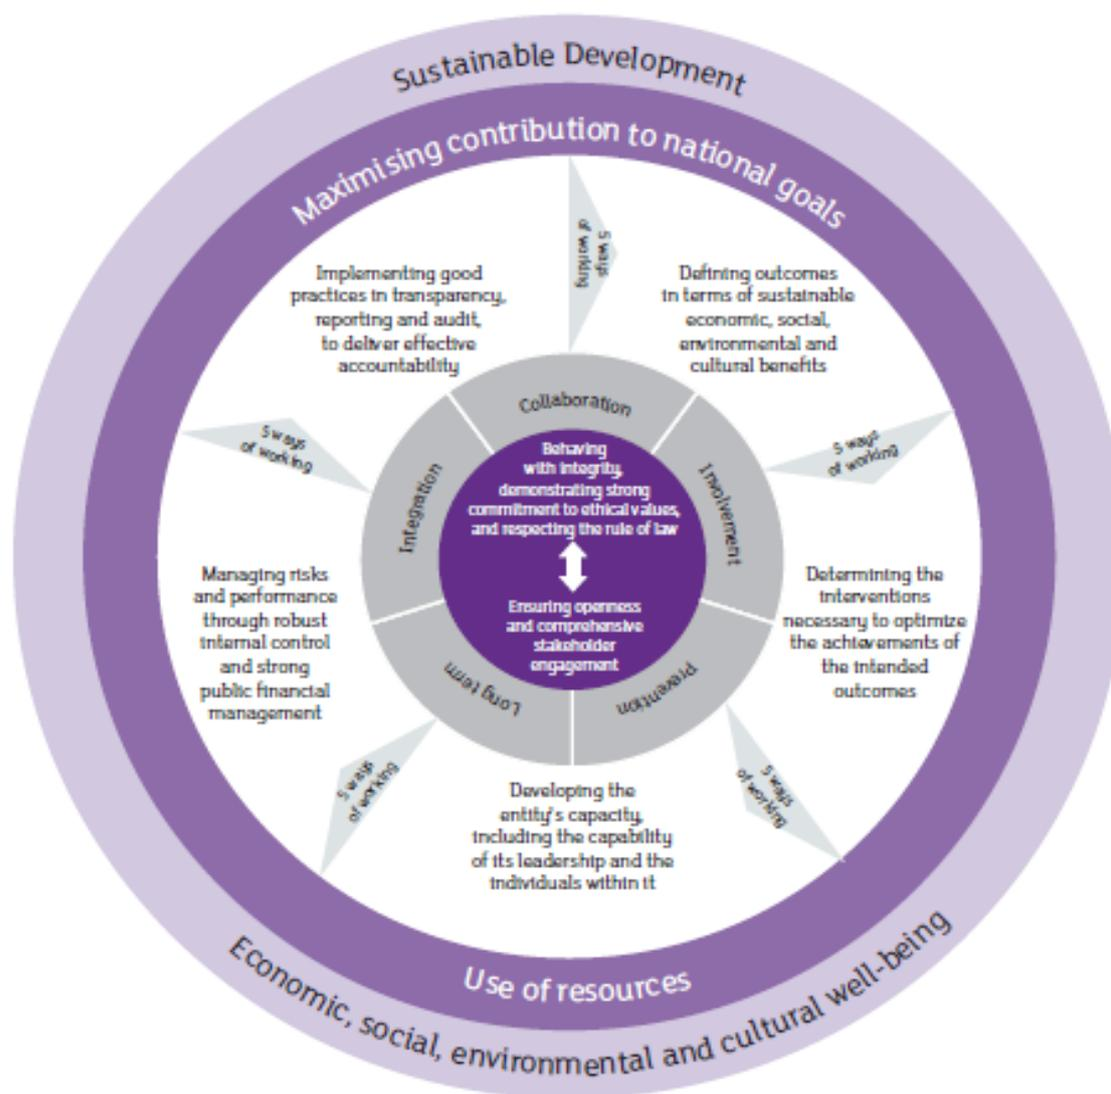 Sustainable Development
Maximising contribution to national goals
5 ways
of working
Implementing good
practices in transparency,
reporting and audit,
to deliver effective
accountability
Defining outcomes
in terms of sustainable
economic, social,
environmental and
cultural benefits
5 ways
of working
5 ways
of working
Collaboration
Integration
Involvement
Behaving
with integrity,
demonstrating strong
commitment to ethical values,
and respecting the rule of law
Ensuring openness
and comprehensive
stakeholder
engagement
Long term
Prevention
Managing risks
and performance
through robust
internal control
and strong
public financial
management
Determining the
interventions
necessary to optimize
the achievements of
the intended
outcomes
5 ways
of working
5 ways
of working
Developing the
entity's capacity,
including the capability
of its leadership and the
individuals within it
Use of resources
Economic, social, environmental and cultural well-being